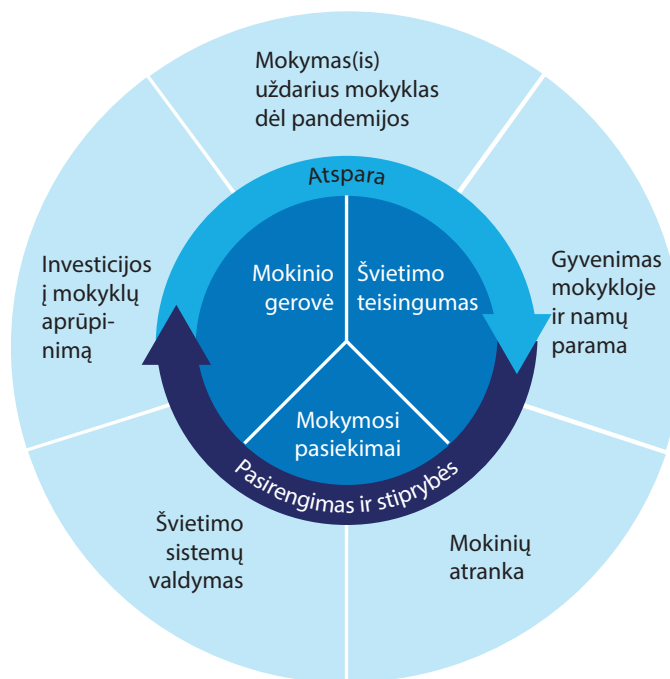 Mokymas(is)
uždarius mokyklas
dėl pandemijos
Atspara
Investicijos
į mokyklų
aprūpi-
nimą
Mokinio
gerovė
Švietimo
teisingumas
Gyvenimas
mokykloje
ir namų
parama
Mokymosi
pasiekimai
Pasirengimas ir stiprybės
Švietimo
sistemų
valdymas
Mokinių
atranka